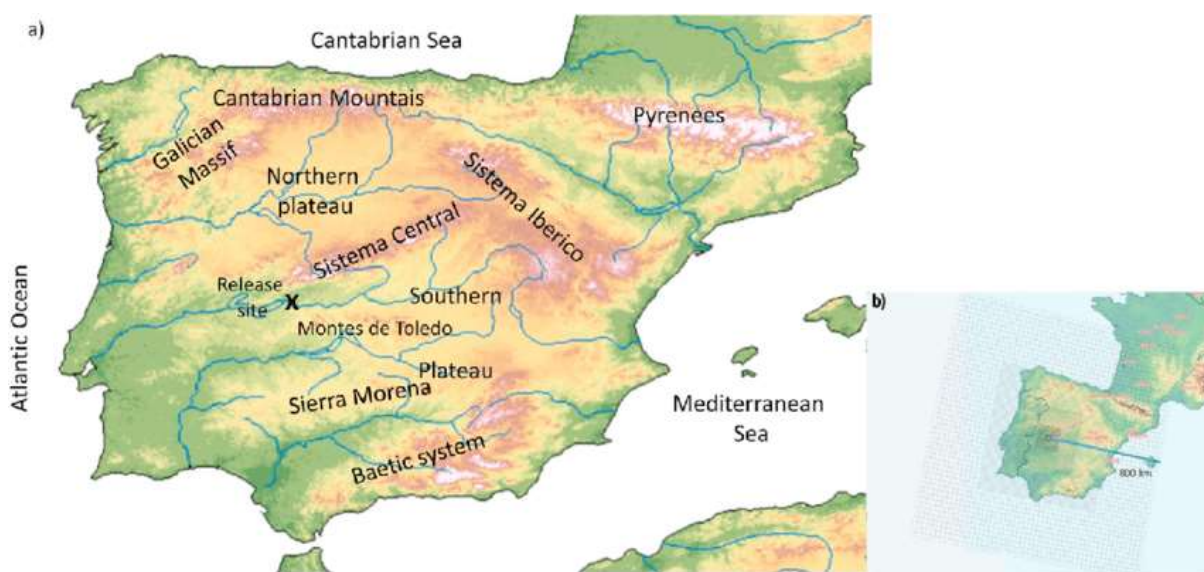 a)
Cantabrian Sea
Cantabrian Mountais
Pyrenees
Galician
Massif
Northern
plateau
Sistema Iberico
Sistema Central
Release
site
X
Southern
Montes de Toledo
Atlantic Ocean
Plateau
Sierra Morena
Mediterranean
Sea
Baetic system
b)
800 km